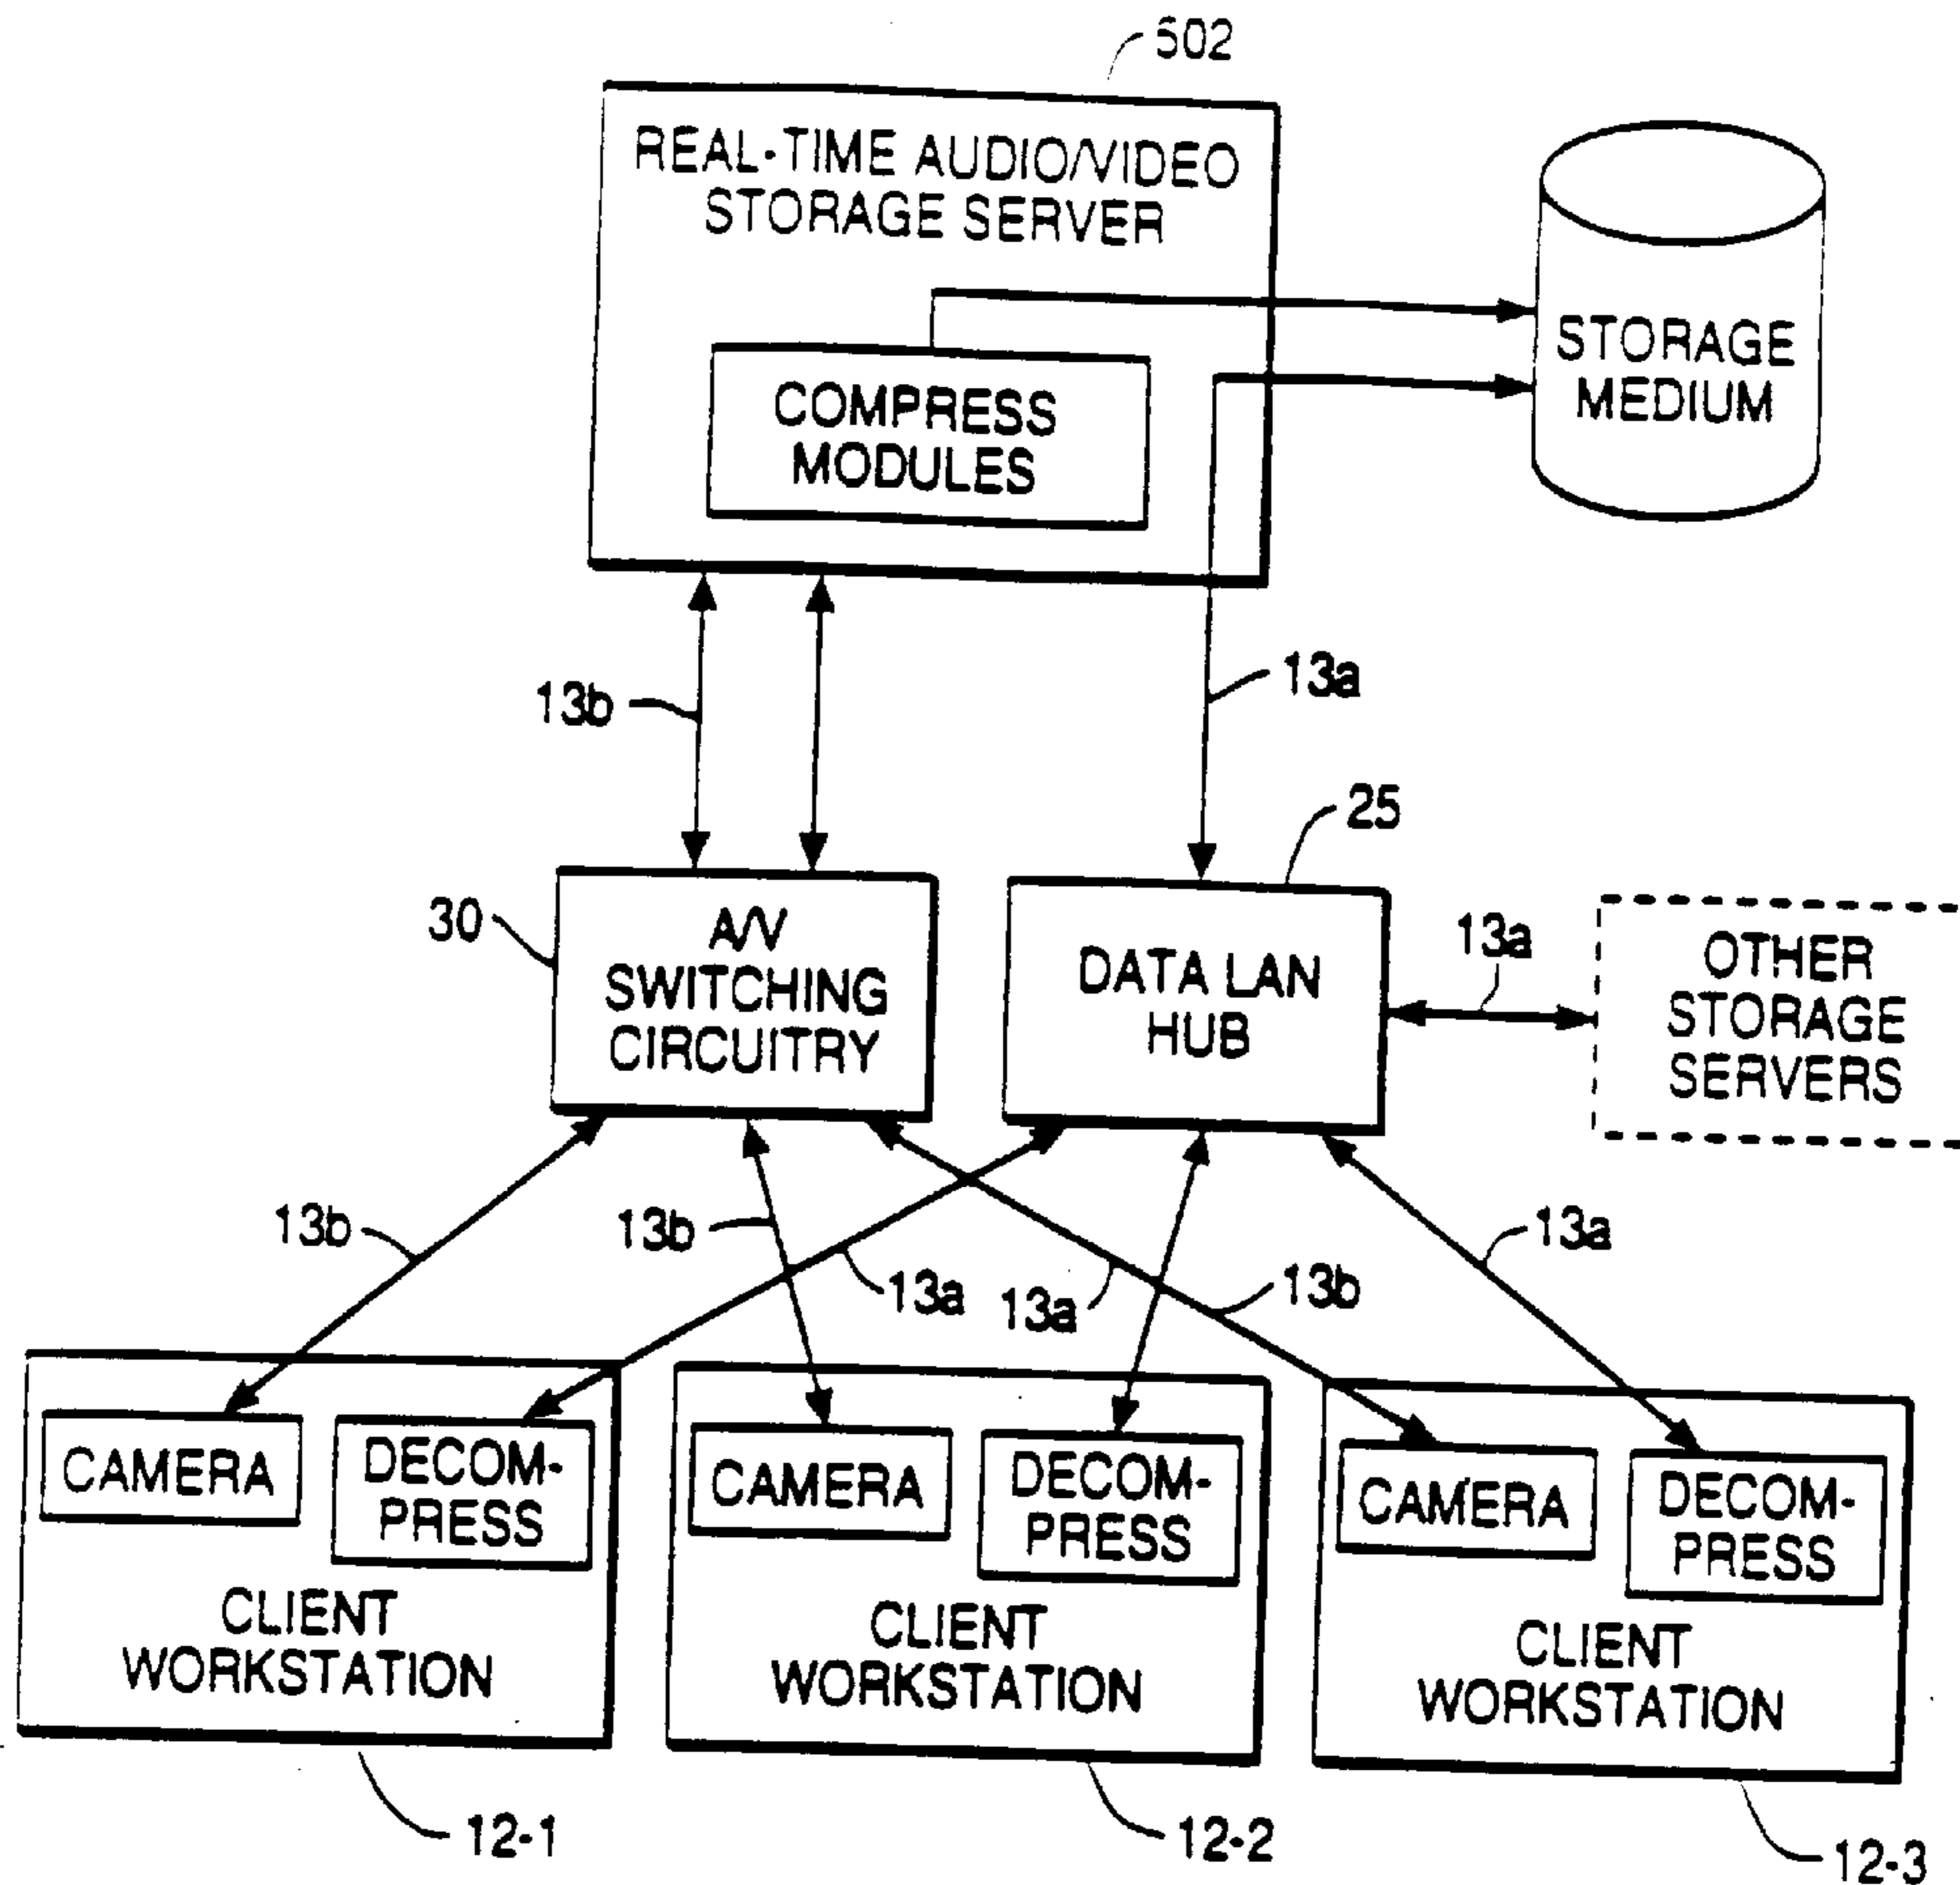 602
REAL-TIME AUDIO/VIDEO
STORAGE SERVER
COMPRESS
MODULES
STORAGE
MEDIUM
13b
13a
25
30
A/V
SWITCHING
CIRCUITRY
DATA LAN
HUB
13a
OTHER
STORAGE
SERVERS
13b
13b
13a
13a
13b
13a
CAMERA
DECOM-
PRESS
CLIENT
WORKSTATION
CAMERA
DECOM-
PRESS
CLIENT
WORKSTATION
CAMERA
DECOM-
PRESS
CLIENT
WORKSTATION
12-1
12-2
12-3